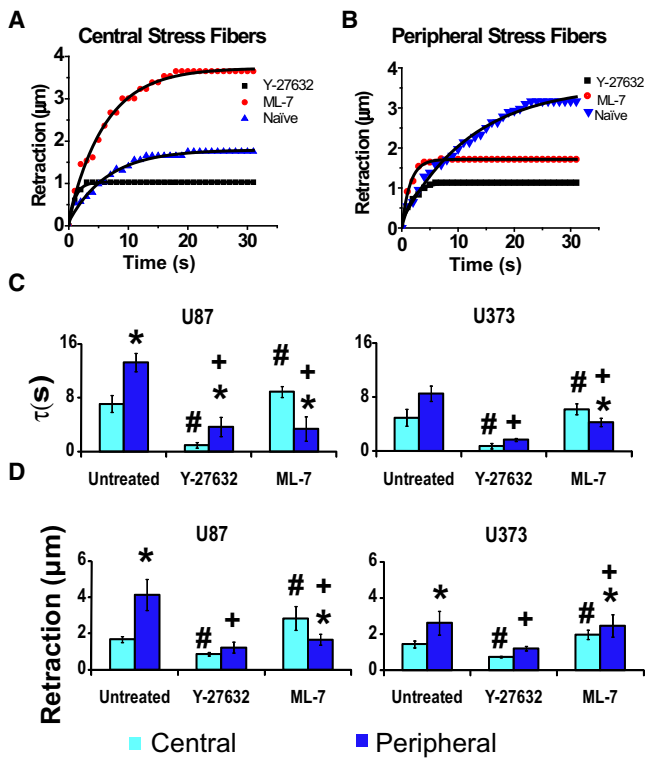 A
Central Stress Fibers
Retraction (µm)
4
3
2
1
0
0 10 20 30
Time (s)
Y-27632
ML-7
Naïve
B
Peripheral Stress Fibers
Retraction (µm)
4
3
2
1
0
0 10 20 30
Time (s)
Y-27632
ML-7
Naïve
C
U87
τ(s)
16
8
0
*
#
+
*
#
+
*
Untreated Y-27632 ML-7
U373
16
8
0
#
+
#
+
*
Untreated Y-27632 ML-7
D
U87
Retraction (µm)
6
4
2
0
*
#
+
#
+
*
Untreated Y-27632 ML-7
U373
6
4
2
0
*
#
+
#
+
*
Untreated Y-27632 ML-7
Central
Peripheral